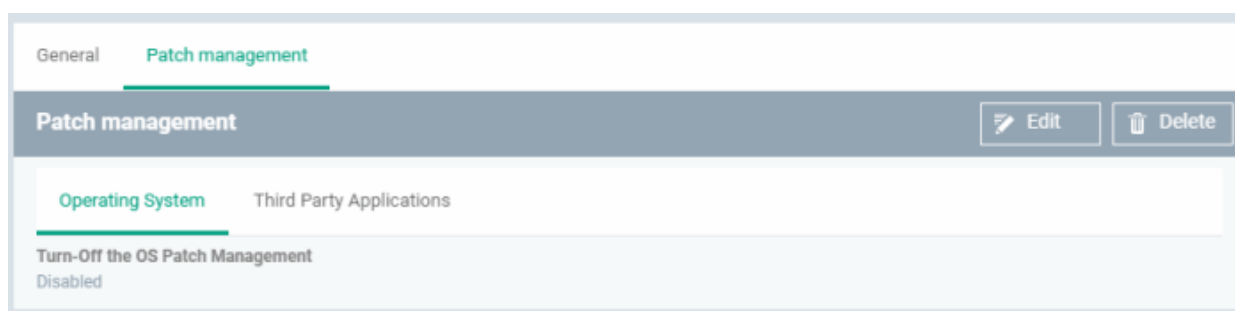 General Patch management
Patch management Edit Delete
Operating System Third Party Applications
Turn-Off the OS Patch Management
Disabled